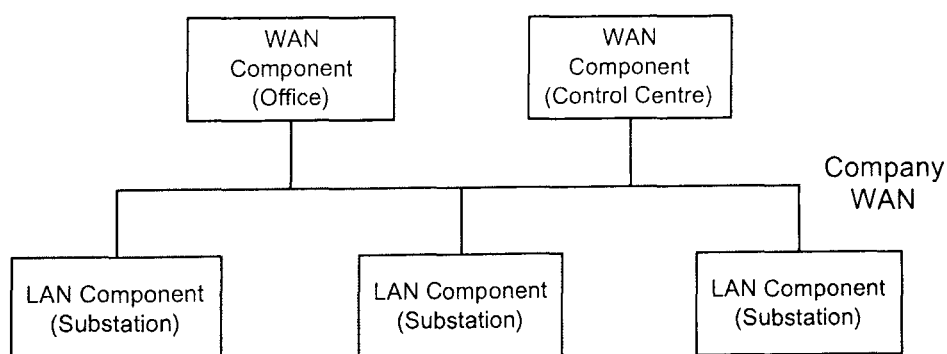 WAN
Component
(Office)
WAN
Component
(Control Centre)
Company
WAN
LAN Component
(Substation)
LAN Component
(Substation)
LAN Component
(Substation)